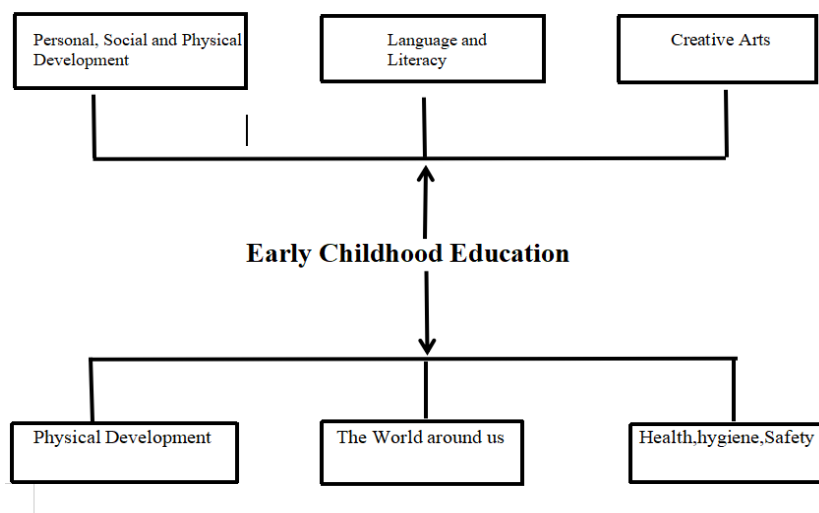 Personal, Social and Physical
Development
Language and
Literacy
Creative Arts
Early Childhood Education
Physical Development
The World around us
Health,hygiene,Safety